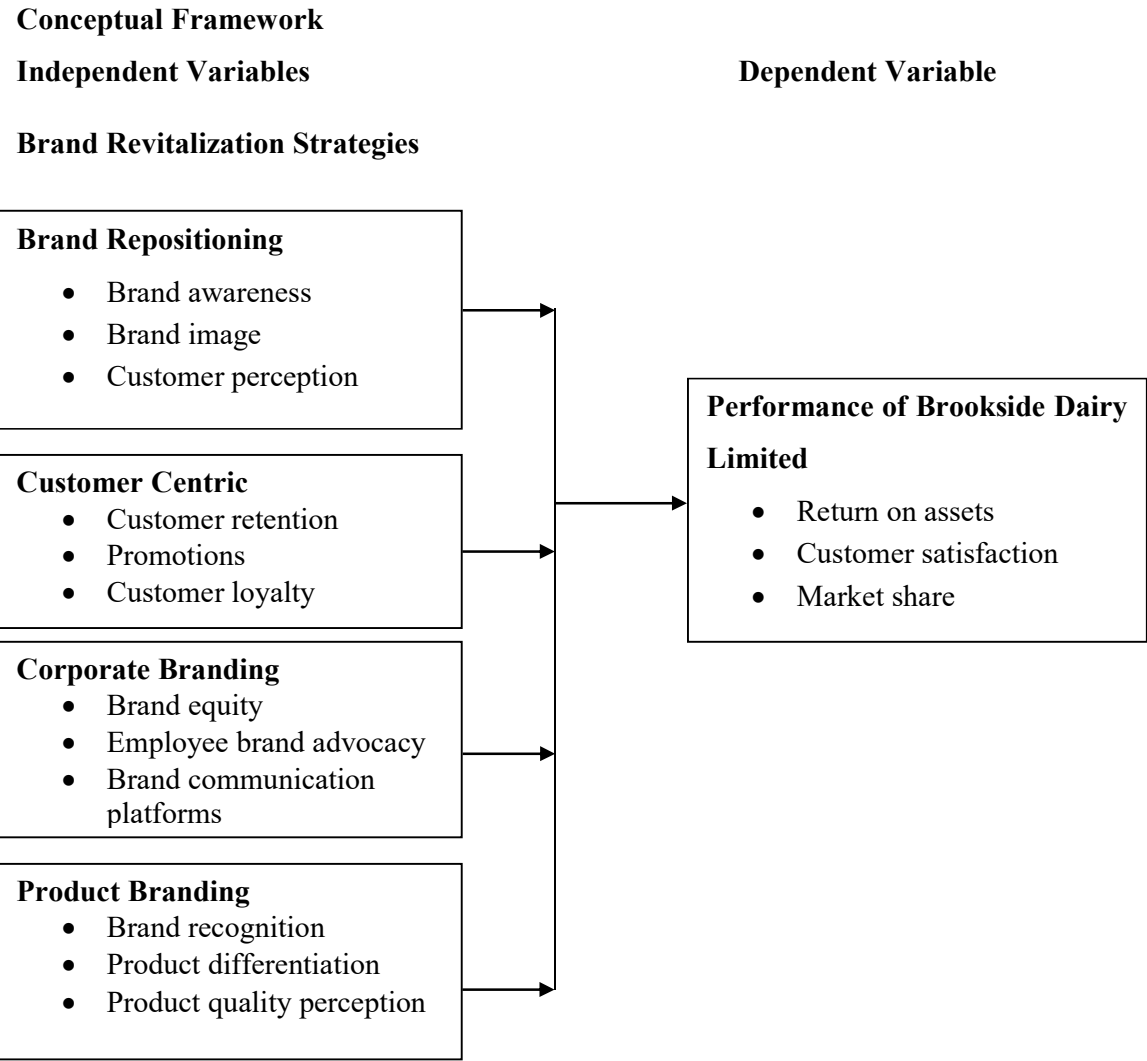 Conceptual Framework
Independent Variables
Dependent Variable
Brand Revitalization Strategies
Brand Repositioning
• Brand awareness
• Brand image
• Customer perception
Customer Centric
• Customer retention
• Promotions
• Customer loyalty
Corporate Branding
• Brand equity
• Employee brand advocacy
• Brand communication
platforms
Product Branding
• Brand recognition
• Product differentiation
• Product quality perception
Performance of Brookside Dairy
Limited
• Return on assets
• Customer satisfaction
• Market share